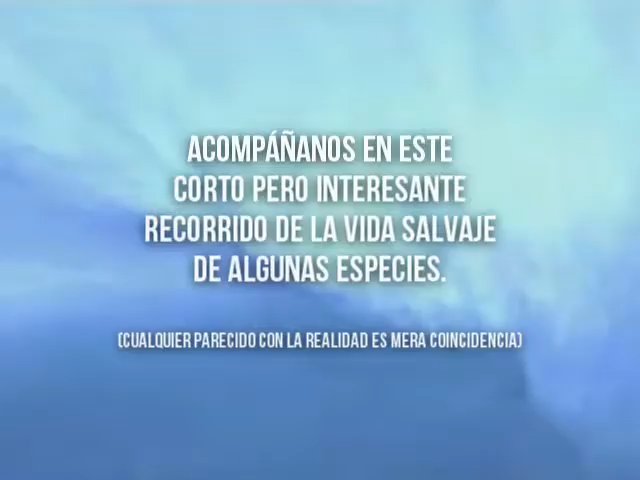 ACOMPÁÑANOS EN ESTE
CORTO PERO INTERESANTE
RECORRIDO DE LA VIDA SALVAJE
DE ALGUNAS ESPECIES.
(CUALQUIER PARECIDO CON LA REALIDAD ES MERA COINCIDENCIA)